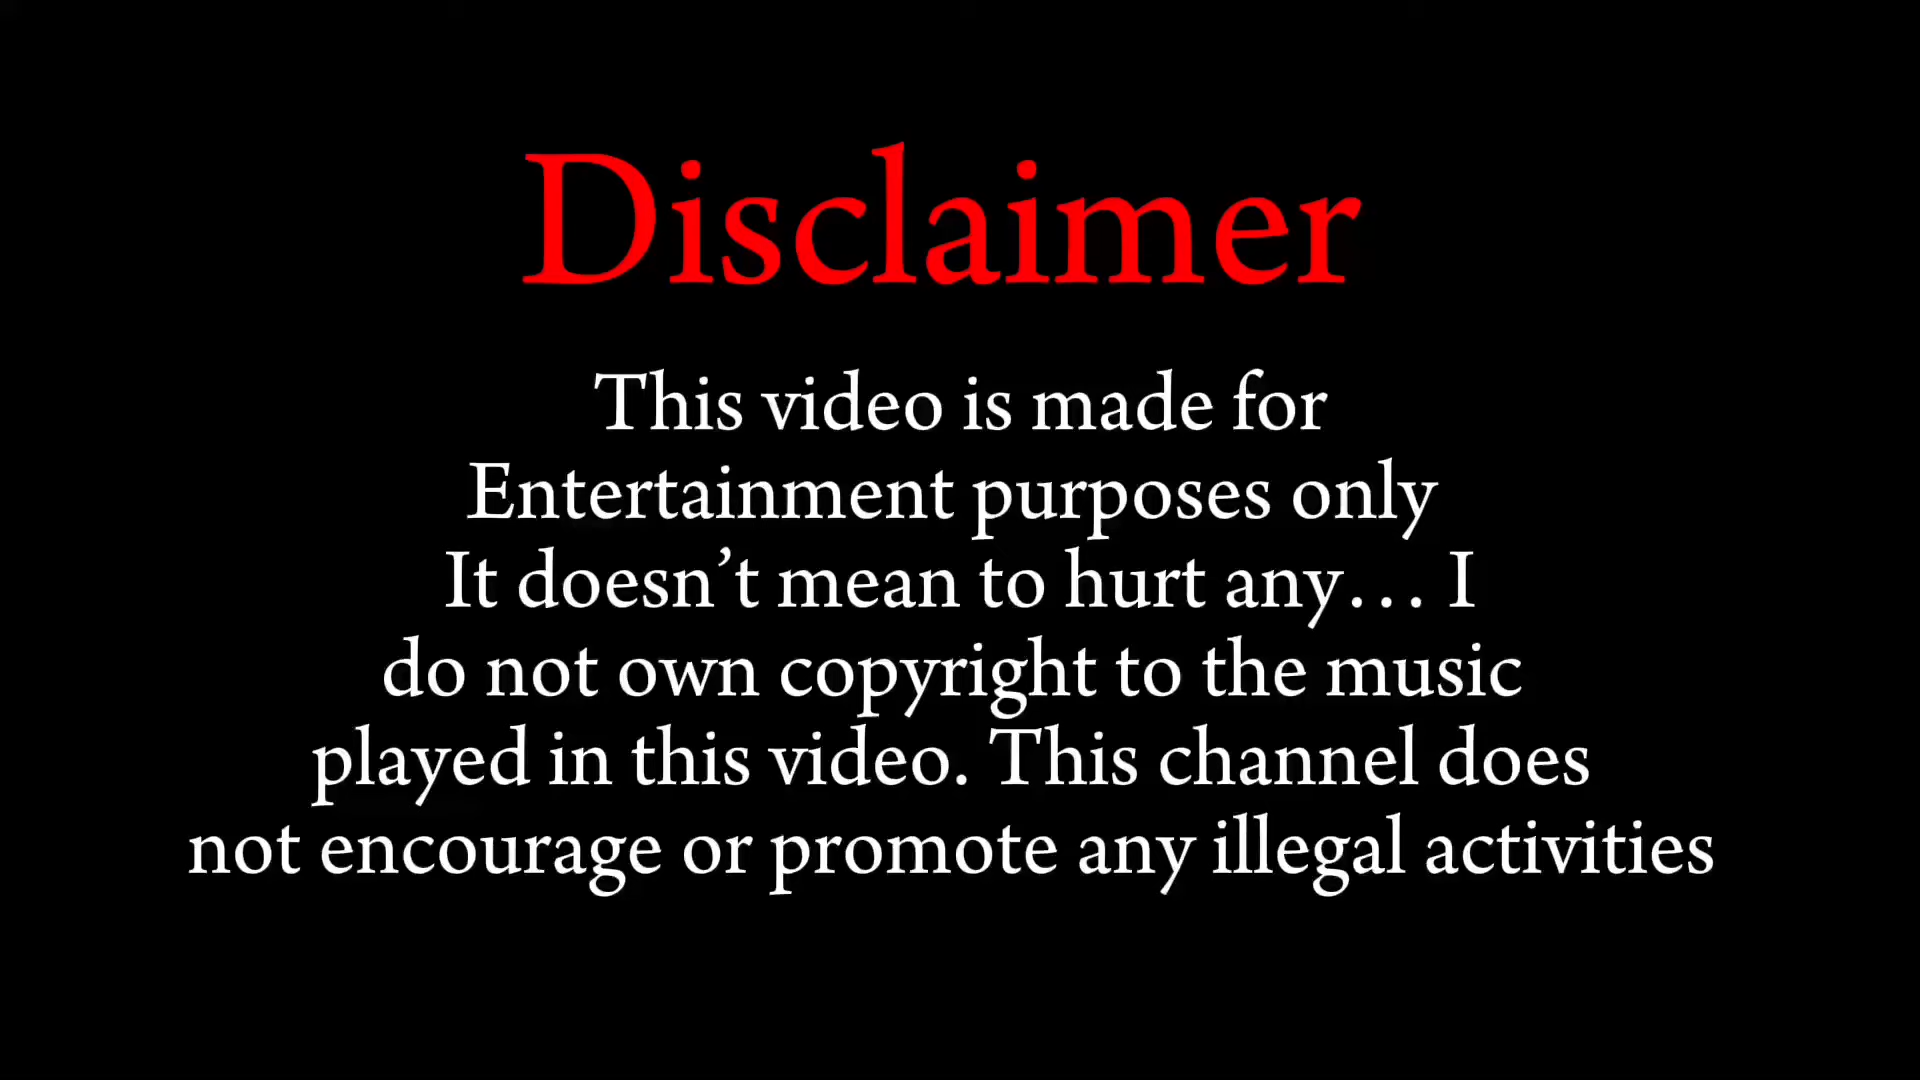 Disclaimer
This video is made for
Entertainment purposes only
It doesn’t mean to hurt any… I
do not own copyright to the music
played in this video. This channel does
not encourage or promote any illegal activities